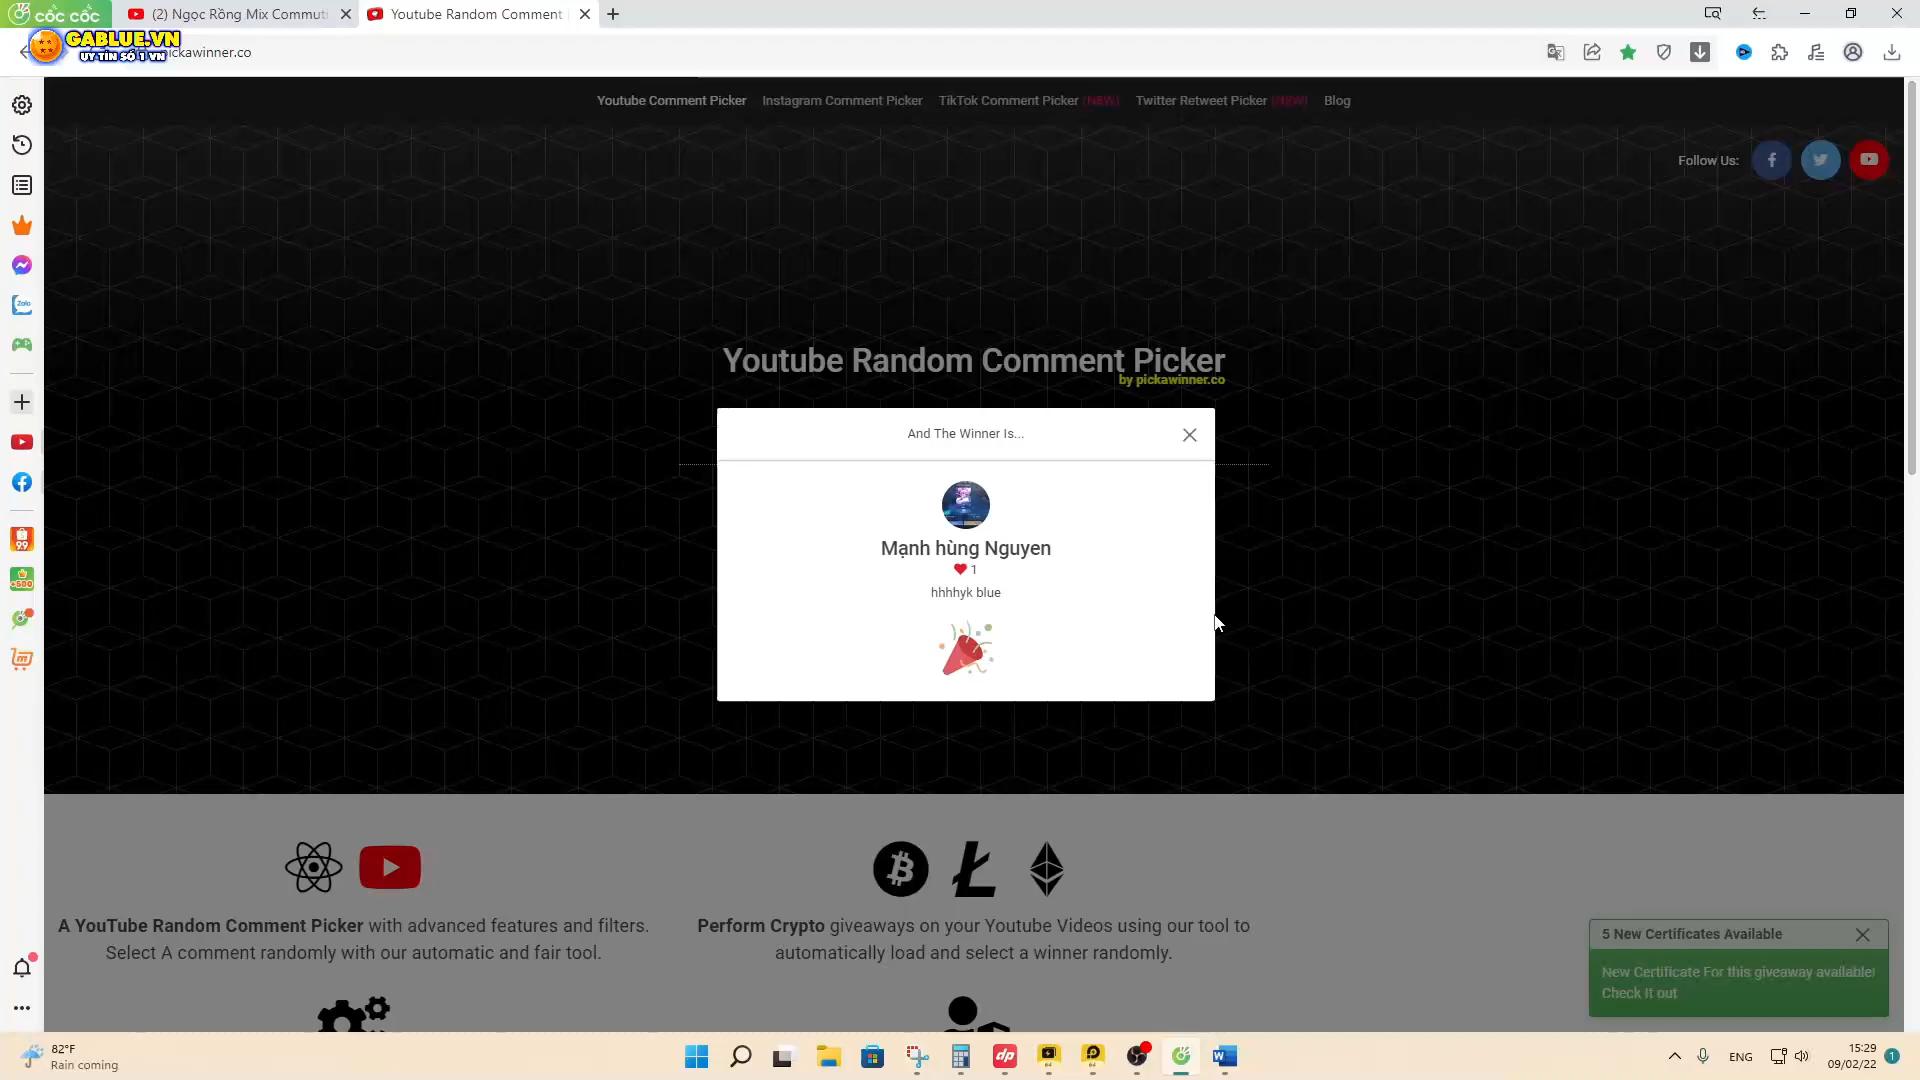 cốc cốc
(2) Ngọc Rồng Mix Commuti
Youtube Random Comment
GABLUE.VN
UY TÍN SỐ 1 VN
pickawinner.co
Youtube Comment Picker
Instagram Comment Picker
TikTok Comment Picker (NEW)
Twitter Retweet Picker (NEW)
Blog
Follow Us:
Zalo
Youtube Random Comment Picker
by pickawinner.co
And The Winner Is...
Mạnh hùng Nguyen
1
hhhhyk blue
A YouTube Random Comment Picker with advanced features and filters.
Select A comment randomly with our automatic and fair tool.
Perform Crypto giveaways on your Youtube Videos using our tool to
automatically load and select a winner randomly.
5 New Certificates Available
New Certificate For this giveaway available!
Check It out
82°F
Rain coming
dp
ENG
15:29
09/02/22
1